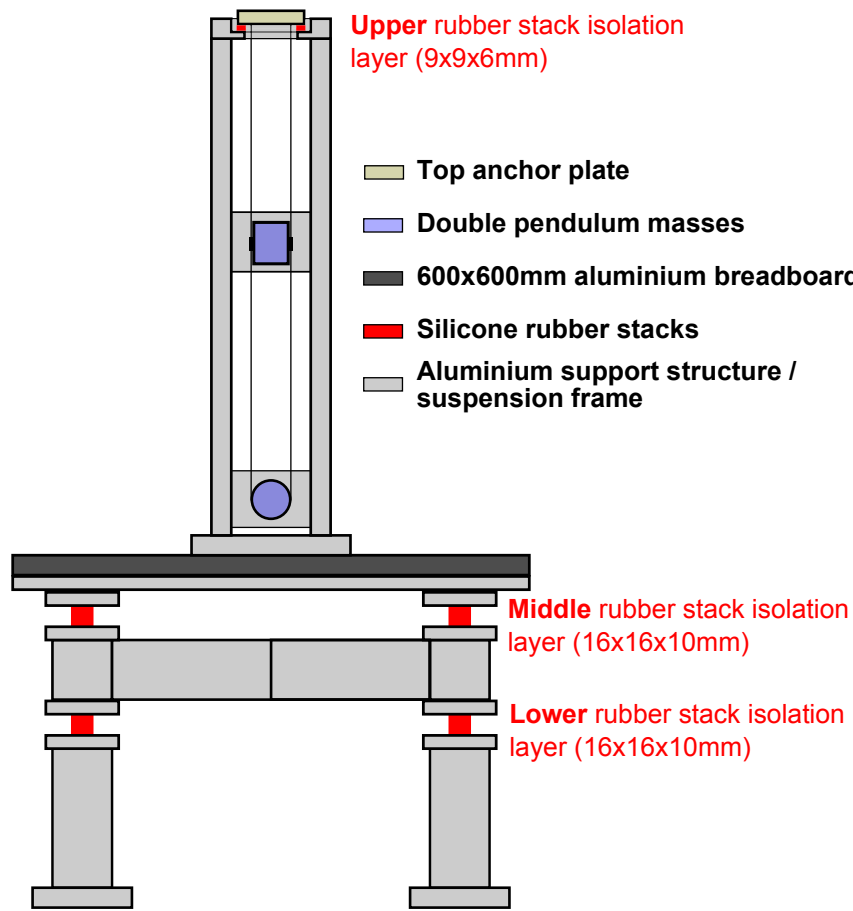 Upper rubber stack isolation
layer (9x9x6mm)
Top anchor plate
Double pendulum masses
600x600mm aluminium breadboard
Silicone rubber stacks
Aluminium support structure /
suspension frame
Middle rubber stack isolation
layer (16x16x10mm)
Lower rubber stack isolation
layer (16x16x10mm)